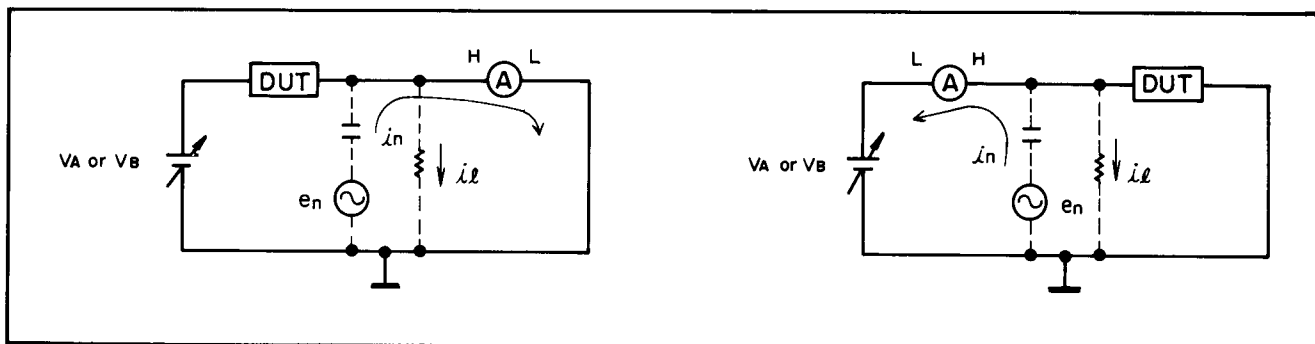 H L
DUT A
in
VA or VB
iℓ
en
L H
A DUT
in
VA or VB
iℓ
en